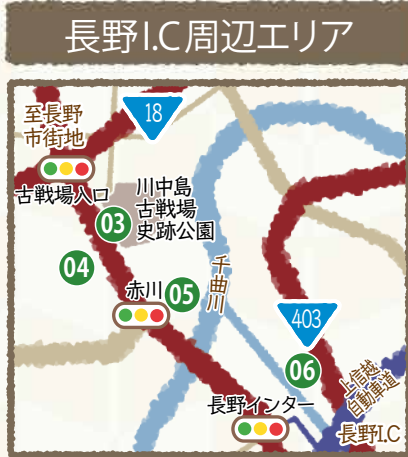 長野I.C周辺エリア
至長野
市街地
18
古戦場入口
川中島
古戦場
史跡公園
03
04
赤川
05
千曲川
403
06
長野インター
上信越
自動車道
長野I.C